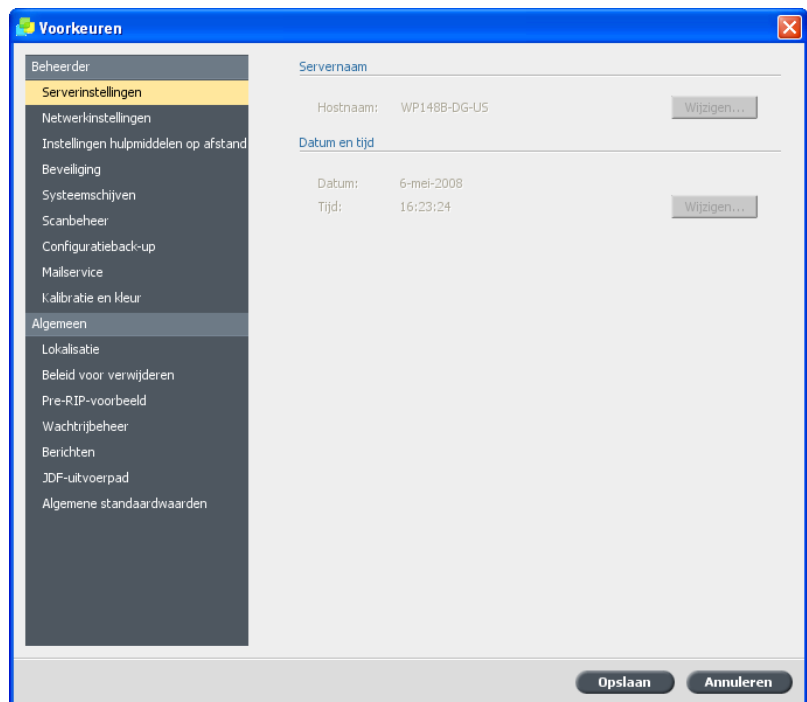 Voorkeuren
Beheerder
Serverinstellingen
Netwerkinstellingen
Instellingen hulpmiddelen op afstand
Beveiliging
Systeemschijven
Scanbeheer
Configuratieback-up
Mailservice
Kalibratie en kleur
Algemeen
Lokalisatie
Beleid voor verwijderen
Pre-RIP-voorbeeld
Wachtrijbeheer
Berichten
JDF-uitvoerpad
Algemene standaardwaarden
Servernaam
Hostnaam: WP148B-DG-US Wijzigen...
Datum en tijd
Datum: 6-mei-2008
Tijd: 16:23:24 Wijzigen...
Opslaan Annuleren